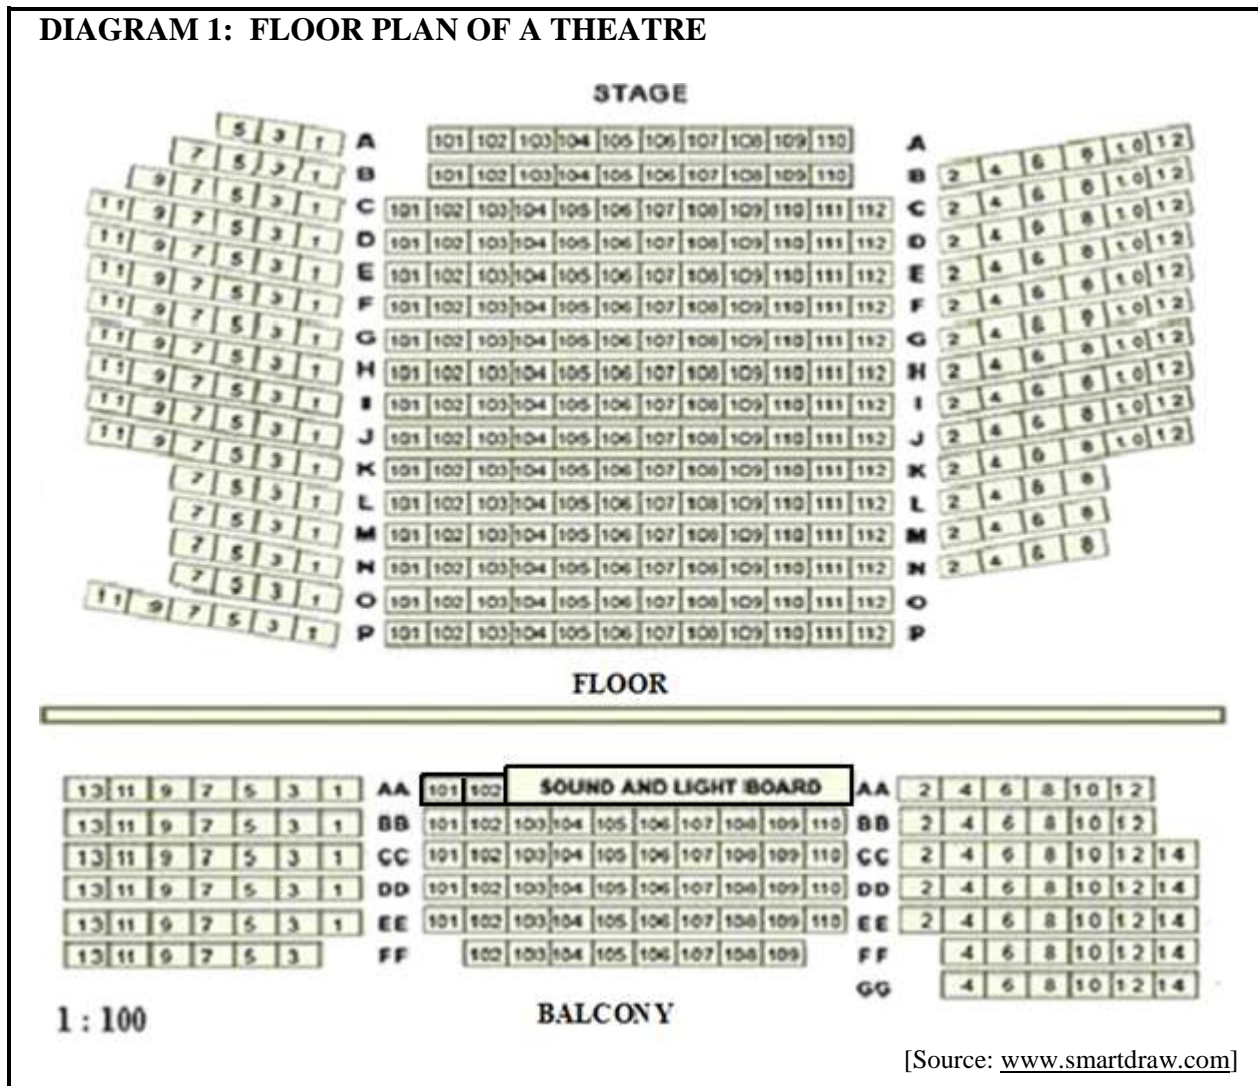 DIAGRAM 1: FLOOR PLAN OF A THEATRE
STAGE
5 3 1 A 101 102 103 104 105 106 107 108 109 110 A
7 5 3 1 B 101 102 103 104 105 106 107 108 109 110 B 2 4 6 8 10 12
9 7 5 3 1 C 101 102 103 104 105 106 107 108 109 110 111 112 C 2 4 6 8 10 12
11 9 7 5 3 1 D 101 102 103 104 105 106 107 108 109 110 111 112 D 2 4 6 8 10 12
11 9 7 5 3 1 E 101 102 103 104 105 106 107 108 109 110 111 112 E 2 4 6 8 10 12
11 9 7 5 3 1 F 101 102 103 104 105 106 107 108 109 110 111 112 F 2 4 6 8 10 12
11 9 7 5 3 1 G 101 102 103 104 105 106 107 108 109 110 111 112 G 2 4 6 8 10 12
11 9 7 5 3 1 H 101 102 103 104 105 106 107 108 109 110 111 112 H 2 4 6 8 10 12
11 9 7 5 3 1 I 101 102 103 104 105 106 107 108 109 110 111 112 I 2 4 6 8 10 12
11 9 7 5 3 1 J 101 102 103 104 105 106 107 108 109 110 111 112 J 2 4 6 8 10 12
11 9 7 5 3 1 K 101 102 103 104 105 106 107 108 109 110 111 112 K 2 4 6 8 10 12
7 5 3 1 L 101 102 103 104 105 106 107 108 109 110 111 112 L 2 4 6 8
7 5 3 1 M 101 102 103 104 105 106 107 108 109 110 111 112 M 2 4 6 8
7 5 3 1 N 101 102 103 104 105 106 107 108 109 110 111 112 N 2 4 6 8
7 5 3 1 O 101 102 103 104 105 106 107 108 109 110 111 112 O
11 9 7 5 3 1 P 101 102 103 104 105 106 107 108 109 110 111 112 P
FLOOR
13 11 9 7 5 3 1 AA 101 102 SOUND AND LIGHT BOARD AA 2 4 6 8 10 12
13 11 9 7 5 3 1 BB 101 102 103 104 105 106 107 108 109 110 BB 2 4 6 8 10 12
13 11 9 7 5 3 1 CC 101 102 103 104 105 106 107 108 109 110 CC 2 4 6 8 10 12 14
13 11 9 7 5 3 1 DD 101 102 103 104 105 106 107 108 109 110 DD 2 4 6 8 10 12 14
13 11 9 7 5 3 1 EE 101 102 103 104 105 106 107 108 109 110 EE 2 4 6 8 10 12 14
13 11 9 7 5 3 FF 102 103 104 105 106 107 108 109 FF 4 6 8 10 12 14
GG 4 6 8 10 12 14
1 : 100
BALCONY
[Source: www.smartdraw.com]